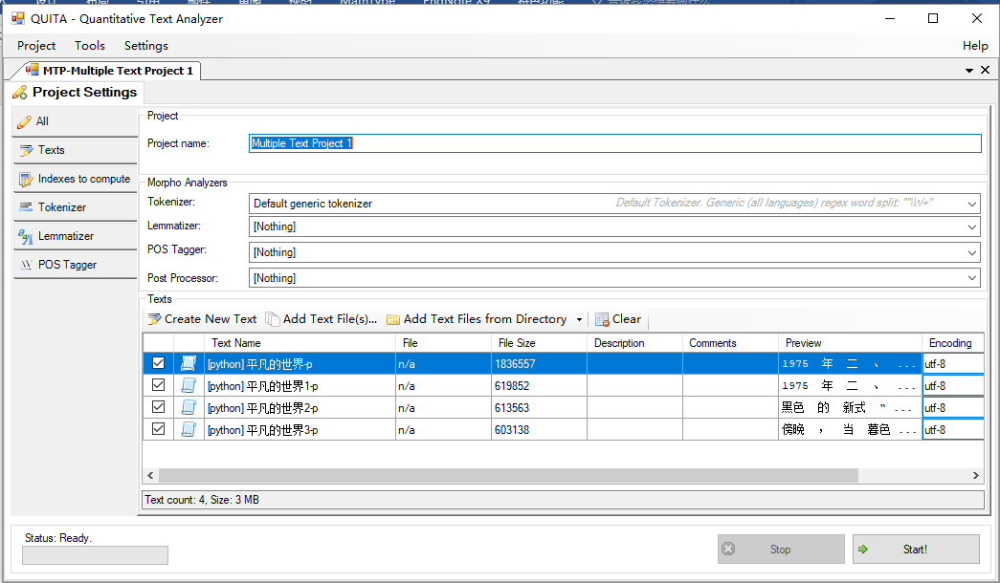 MathType EndNote X9
QUITA - Quantitative Text Analyzer
Project Tools Settings Help
MTP-Multiple Text Project 1
Project Settings
All
Texts
Indexes to compute
Tokenizer
Lemmatizer
POS Tagger
Project
Project name: Multiple Text Project 1
Morpho Analyzers
Tokenizer: Default generic tokenizer Default Tokenizer. Generic (all languages) regex word split: ""\W+"
Lemmatizer: [Nothing]
POS Tagger: [Nothing]
Post Processor: [Nothing]
Texts
Create New Text Add Text File(s)... Add Text Files from Directory Clear
Text Name File File Size Description Comments Preview Encoding
[python] 平凡的世界-p n/a 1836557 1975 年 二 、 ... utf-8
[python] 平凡的世界1-p n/a 619852 1975 年 二 、 ... utf-8
[python] 平凡的世界2-p n/a 613563 黑色 的 新式 “ ... utf-8
[python] 平凡的世界3-p n/a 603138 傍晚 ， 当 暮色 ... utf-8
Text count: 4, Size: 3 MB
Status: Ready.
Stop Start!